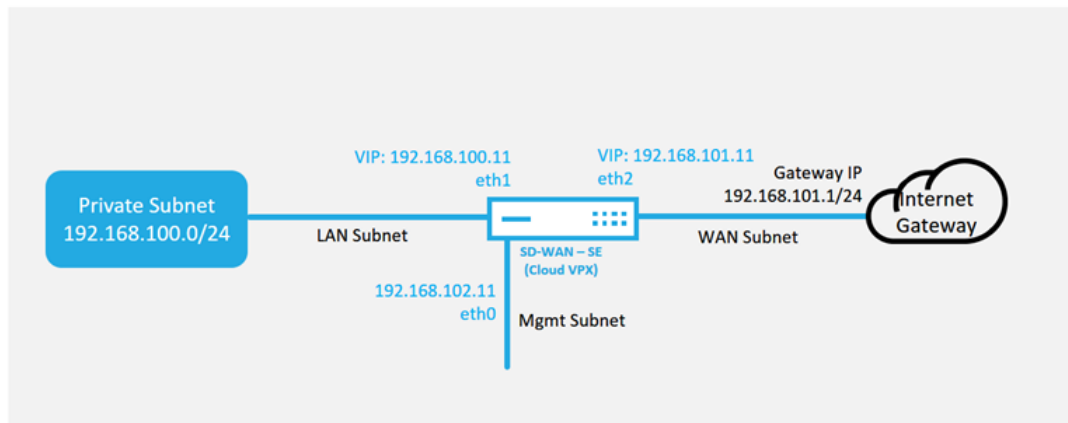 VIP: 192.168.100.11
eth1
VIP: 192.168.101.11
eth2
Gateway IP
192.168.101.1/24
Private Subnet
192.168.100.0/24
Internet
Gateway
LAN Subnet
WAN Subnet
SD-WAN – SE
(Cloud VPX)
192.168.102.11
eth0
Mgmt Subnet